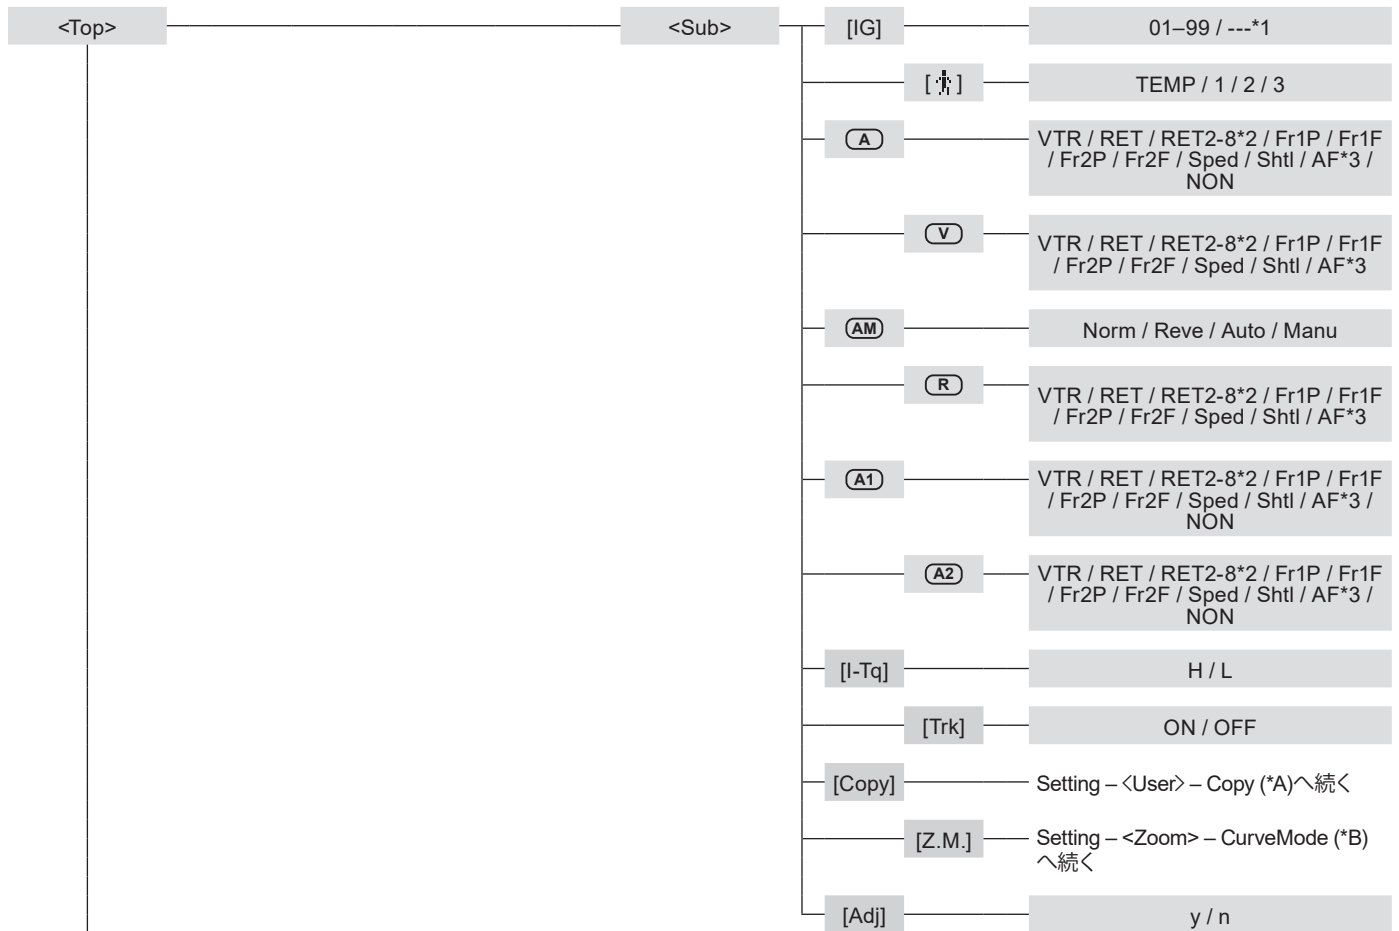 <Top>
<Sub>
[IG]
01–99 / ---*1
[ ]
TEMP / 1 / 2 / 3
A
VTR / RET / RET2-8*2 / Fr1P / Fr1F
/ Fr2P / Fr2F / Sped / Shtl / AF*3 /
NON
V
VTR / RET / RET2-8*2 / Fr1P / Fr1F
/ Fr2P / Fr2F / Sped / Shtl / AF*3
AM
Norm / Reve / Auto / Manu
R
VTR / RET / RET2-8*2 / Fr1P / Fr1F
/ Fr2P / Fr2F / Sped / Shtl / AF*3
A1
VTR / RET / RET2-8*2 / Fr1P / Fr1F
/ Fr2P / Fr2F / Sped / Shtl / AF*3 /
NON
A2
VTR / RET / RET2-8*2 / Fr1P / Fr1F
/ Fr2P / Fr2F / Sped / Shtl / AF*3 /
NON
[I-Tq]
H / L
[Trk]
ON / OFF
[Copy]
Setting – 〈User〉 – Copy (*A)へ続く
[Z.M.]
Setting – <Zoom> – CurveMode (*B)
へ続く
[Adj]
y / n